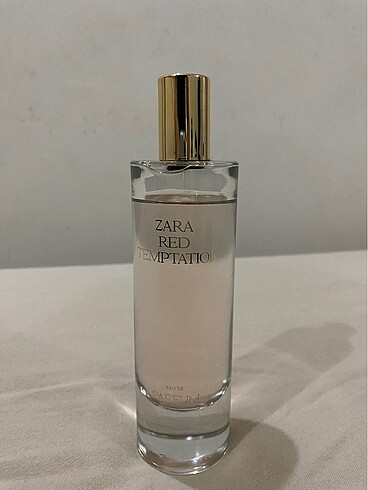 ZARA
RED
TEMPTATION
EAU DE
PARFUM